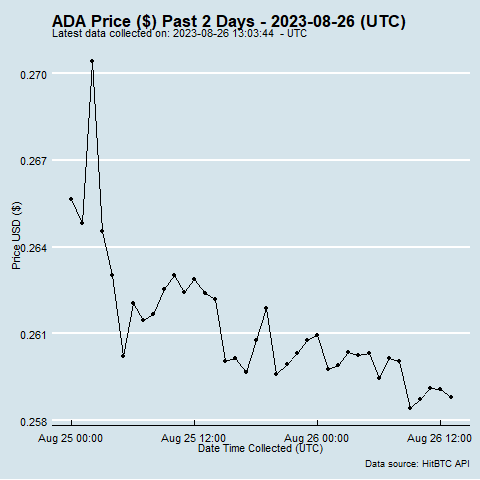 ADA Price ($) Past 2 Days - 2023-08-26 (UTC)
Latest data collected on: 2023-08-26 13:03:44 - UTC
0.270
0.267
0.264
0.261
0.258
Price USD ($)
Aug 25 00:00
Aug 25 12:00
Aug 26 00:00
Aug 26 12:00
Date Time Collected (UTC)
Data source: HitBTC API